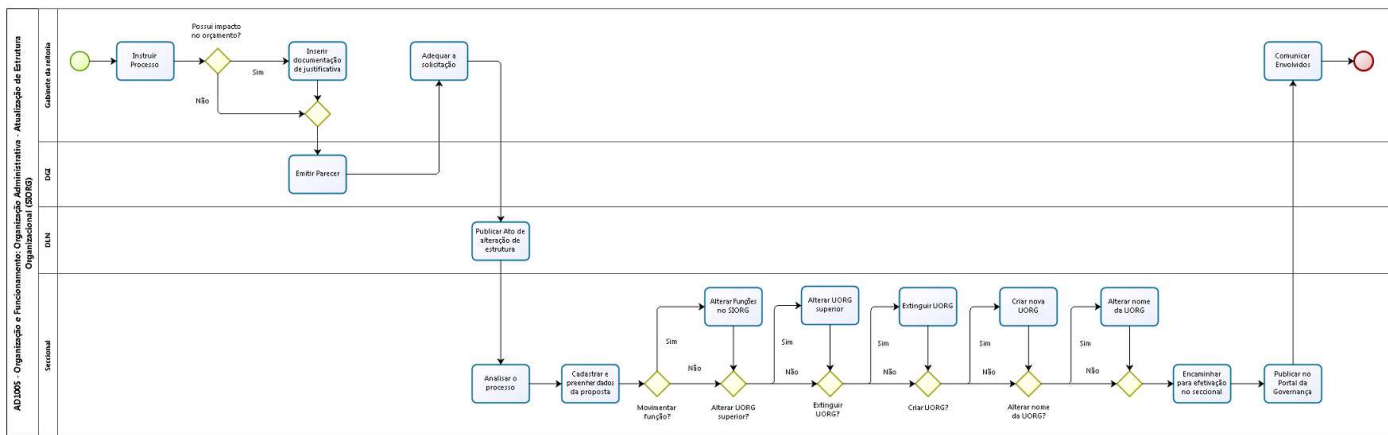 AD1005 - Organização e Funcionamento: Organização Administrativa - Atualização de Estrutura
Organizacional (SIORG)
Gabinete da reitoria
Possui impacto
no orçamento?
Instruir
Processo
Sim
Não
Inserir
documentação
de justificativa
Adequar a
solicitação
Comunicar
Envolvidos
DGI
Emitir Parecer
DLN
Publicar Ato de
alteração de
estrutura
Seccional
Analisar o
processo
Cadastrar e
preenher dados
da proposta
Movimentar
função?
Sim
Não
Alterar funções
no SIORG
Alterar UORG
superior?
Sim
Não
Alterar UORG
superior
Extinguir
UORG?
Sim
Não
Extinguir UORG
Criar UORG?
Sim
Não
Criar nova
UORG
Alterar nome
da UORG?
Sim
Não
Alterar nome
da UORG
Encaminhar
para efetivação
no seccional
Publicar no
Portal da
Governança